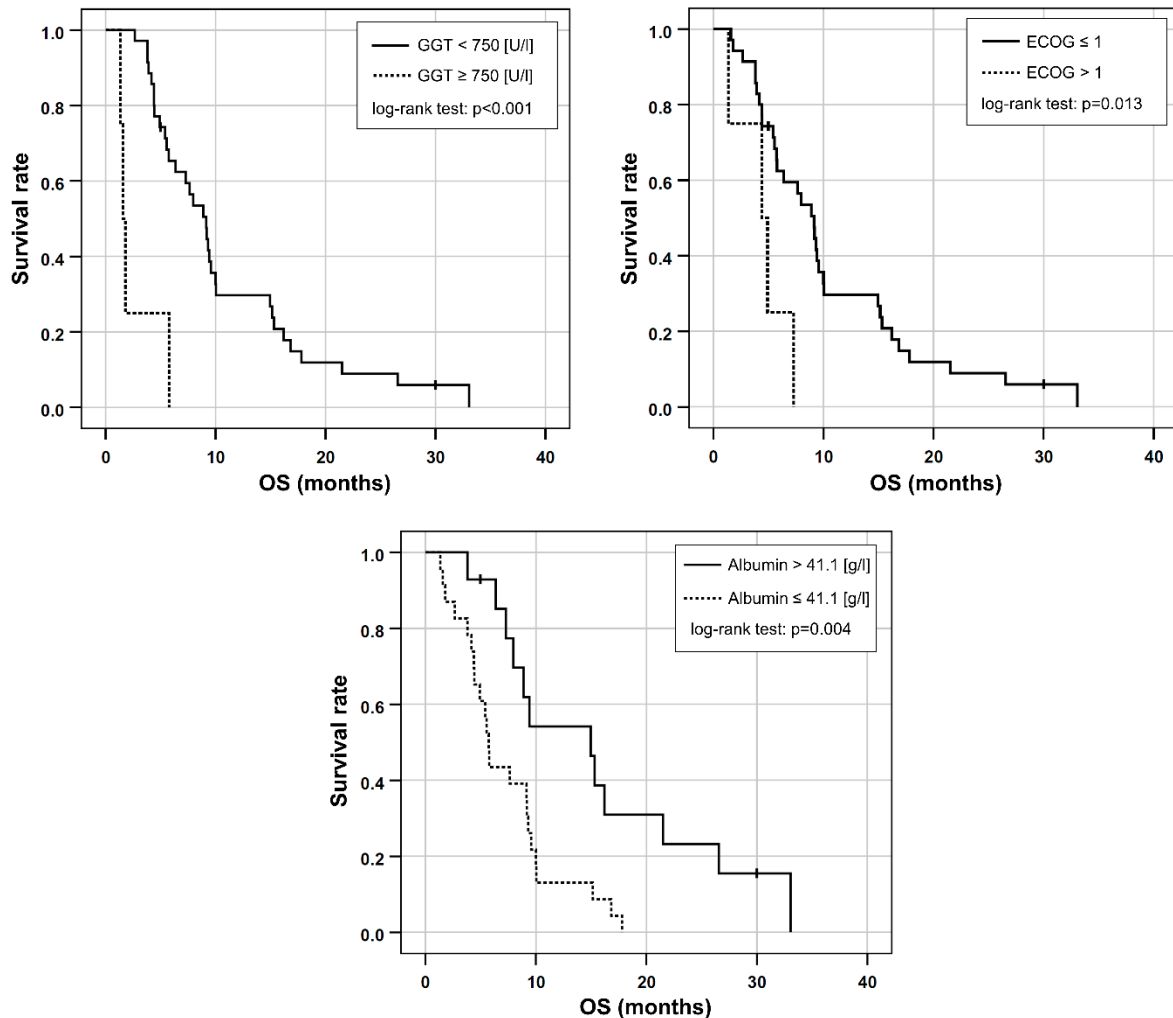 GGT < 750 [U/l]
GGT ≥ 750 [U/l]
log-rank test: p<0.001
Survival rate
1.0
0.8
0.6
0.4
0.2
0.0
0 10 20 30 40
OS (months)
ECOG ≤ 1
ECOG > 1
log-rank test: p=0.013
Survival rate
1.0
0.8
0.6
0.4
0.2
0.0
0 10 20 30 40
OS (months)
Albumin > 41.1 [g/l]
Albumin ≤ 41.1 [g/l]
log-rank test: p=0.004
Survival rate
1.0
0.8
0.6
0.4
0.2
0.0
0 10 20 30 40
OS (months)